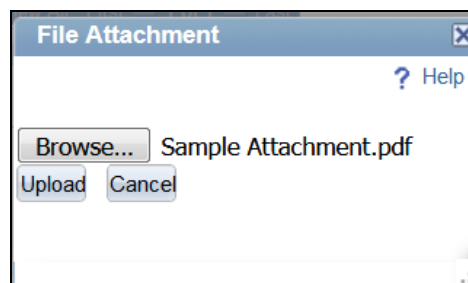 File Attachment
? Help
Browse... Sample Attachment.pdf
Upload Cancel